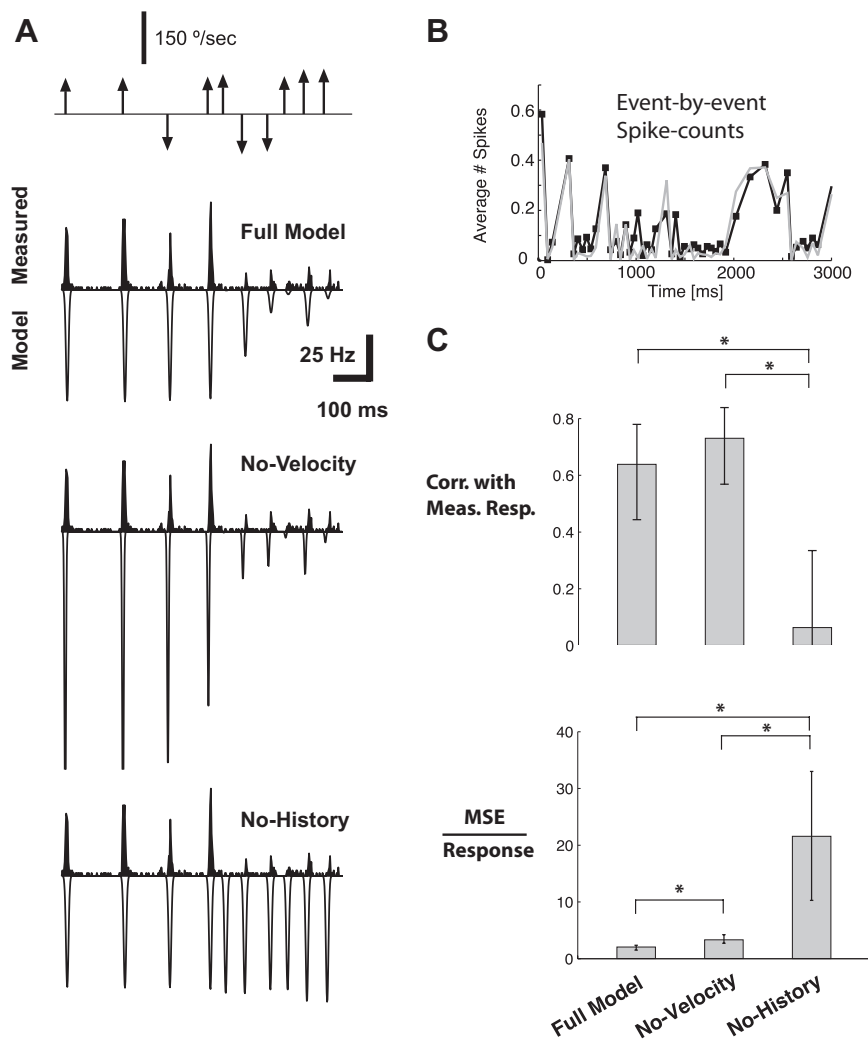 A
150 º/sec
Measured
Model
Full Model
25 Hz
100 ms
No-Velocity
No-History
B
Event-by-event
Spike-counts
Average # Spikes
0.6
0.4
0.2
0
0
1000
2000
3000
Time [ms]
C
*
*
Corr. with
Meas. Resp.
0.8
0.6
0.4
0.2
0
*
*
*
MSE
Response
40
30
20
10
0
Full Model
No-Velocity
No-History